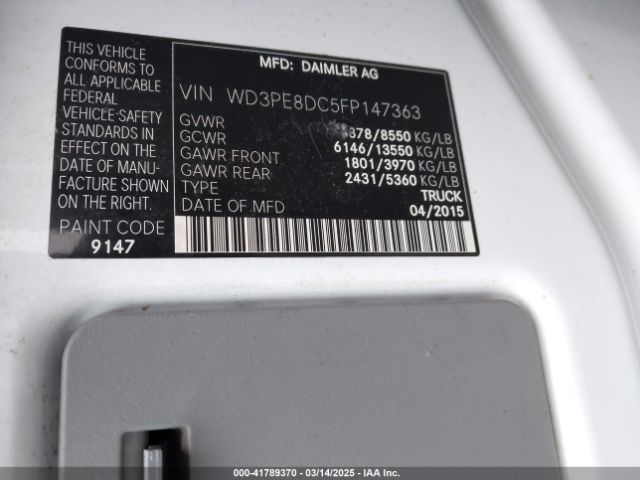 THIS VEHICLE
CONFORMS TO
ALL APPLICABLE
FEDERAL
VEHICLE-SAFETY
STANDARDS IN
EFFECT ON THE
DATE OF MANU-
FACTURE SHOWN
ON THE RIGHT.
PAINT CODE
9147
MFD: DAIMLER AG
VIN WD3PE8DC5FP147363
GVWR 878/8550 KG/LB
GCWR 6146/13550 KG/LB
GAWR FRONT 1801/3970 KG/LB
GAWR REAR 2431/5360 KG/LB
TYPE TRUCK
DATE OF MFD 04/2015
000-41789370 - 03/14/2025 - IAA Inc.